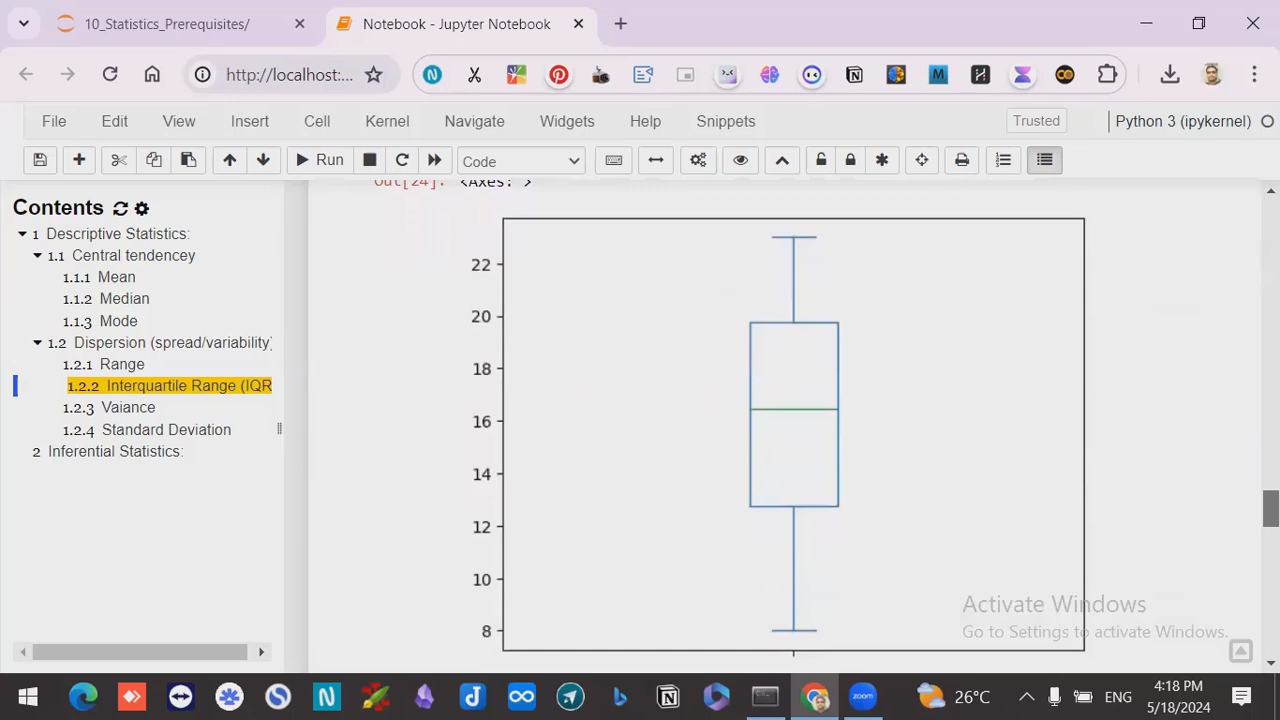 10_Statistics_Prerequisites/
Notebook - Jupyter Notebook
http://localhost:...
File Edit View Insert Cell Kernel Navigate Widgets Help Snippets
Trusted
Python 3 (ipykernel)
Run
Code
Contents
1 Descriptive Statistics:
1.1 Central tendencey
1.1.1 Mean
1.1.2 Median
1.1.3 Mode
1.2 Dispersion (spread/variability)
1.2.1 Range
1.2.2 Interquartile Range (IQR
1.2.3 Vaiance
1.2.4 Standard Deviation
2 Inferential Statistics:
Out[24]: <Axes: >
22
20
18
16
14
12
10
8
Activate Windows
Go to Settings to activate Windows.
zoom
26°C
ENG
4:18 PM
5/18/2024